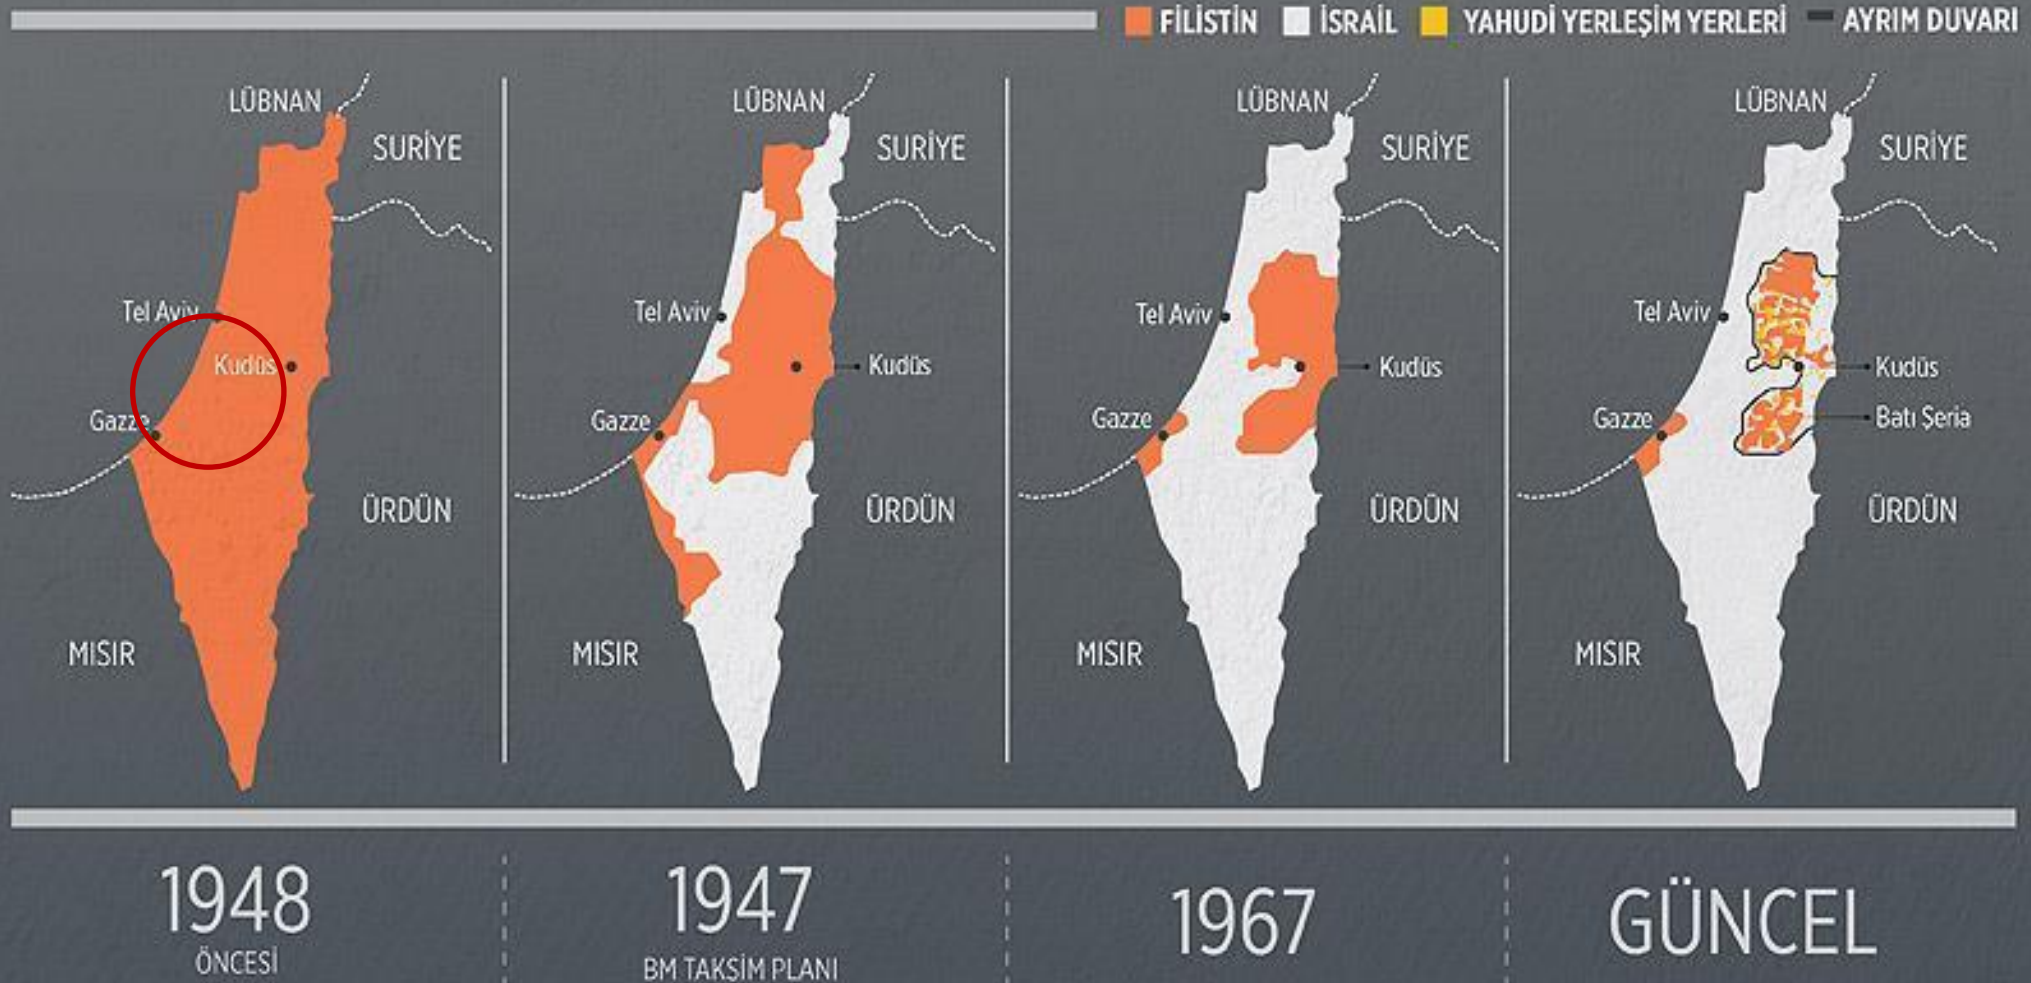 FİLİSTİN
İSRAİL
YAHUDİ YERLEŞİM YERLERİ
AYRIM DUVARI
LÜBNAN
SURİYE
Tel Aviv
Kudüs
Gazze
ÜRDÜN
MISIR
1948
ÖNCESİ
LÜBNAN
SURİYE
Tel Aviv
Kudüs
Gazze
ÜRDÜN
MISIR
1947
BM TAKSİM PLANI
LÜBNAN
SURİYE
Tel Aviv
Kudüs
Gazze
ÜRDÜN
MISIR
1967
LÜBNAN
SURİYE
Tel Aviv
Kudüs
Gazze
Batı Şeria
ÜRDÜN
MISIR
GÜNCEL